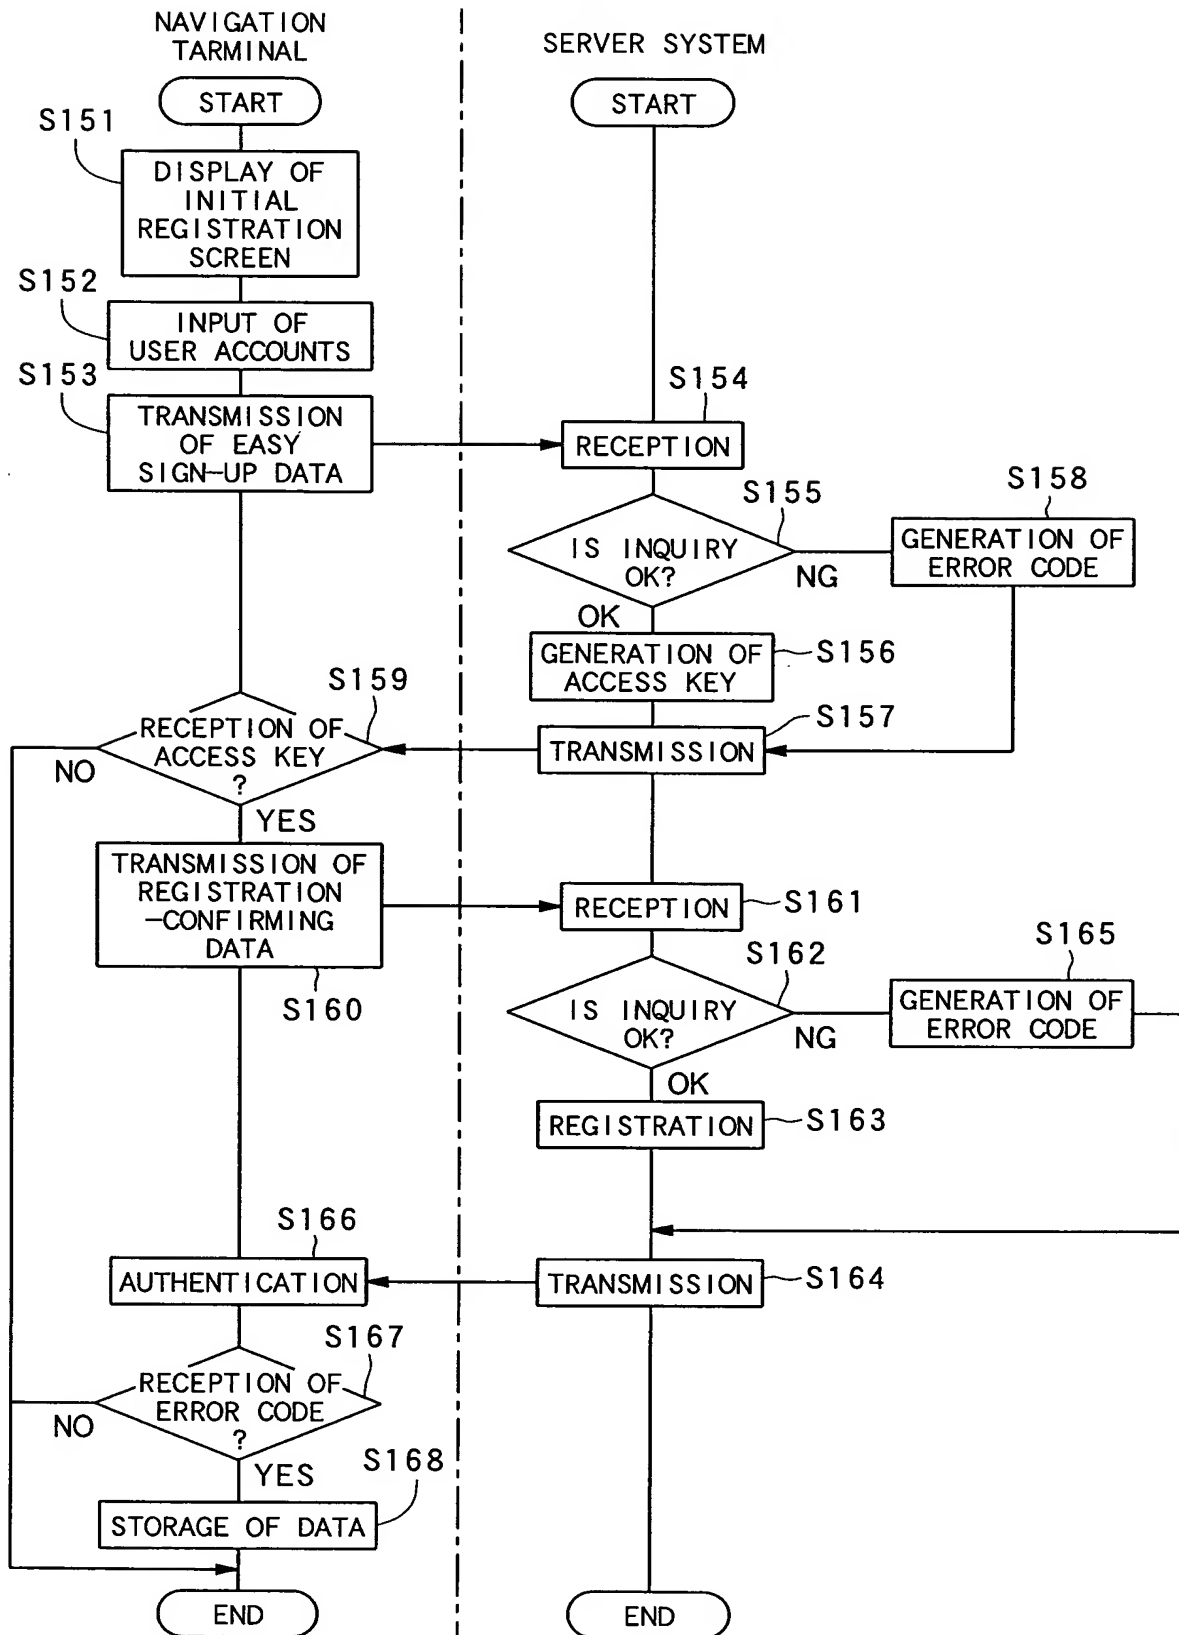 NAVIGATION
TARMINAL
SERVER SYSTEM
START
START
S151
DISPLAY OF
INITIAL
REGISTRATION
SCREEN
S152
INPUT OF
USER ACCOUNTS
S153
TRANSMISSION
OF EASY
SIGN-UP DATA
S154
RECEPTION
S155
IS INQUIRY
OK?
NG
S158
GENERATION OF
ERROR CODE
OK
GENERATION OF
ACCESS KEY
S156
S159
RECEPTION OF
ACCESS KEY
?
NO
YES
S157
TRANSMISSION
TRANSMISSION OF
REGISTRATION
-CONFIRMING
DATA
S160
RECEPTION
S161
S162
IS INQUIRY
OK?
NG
S165
GENERATION OF
ERROR CODE
OK
REGISTRATION
S163
S166
AUTHENTICATION
TRANSMISSION
S164
S167
RECEPTION OF
ERROR CODE
?
NO
YES
S168
STORAGE OF DATA
END
END